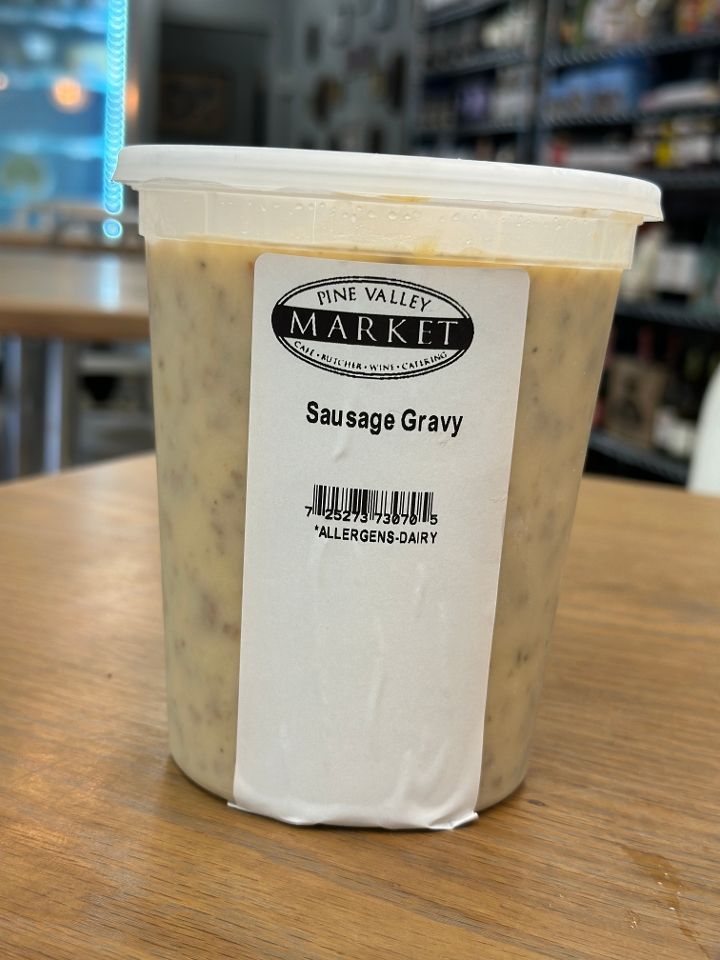 PINE VALLEY
MARKET
CAFE • BUTCHER • WINE • CATERING
Sausage Gravy
7 25273 73070 5
*ALLERGENS-DAIRY